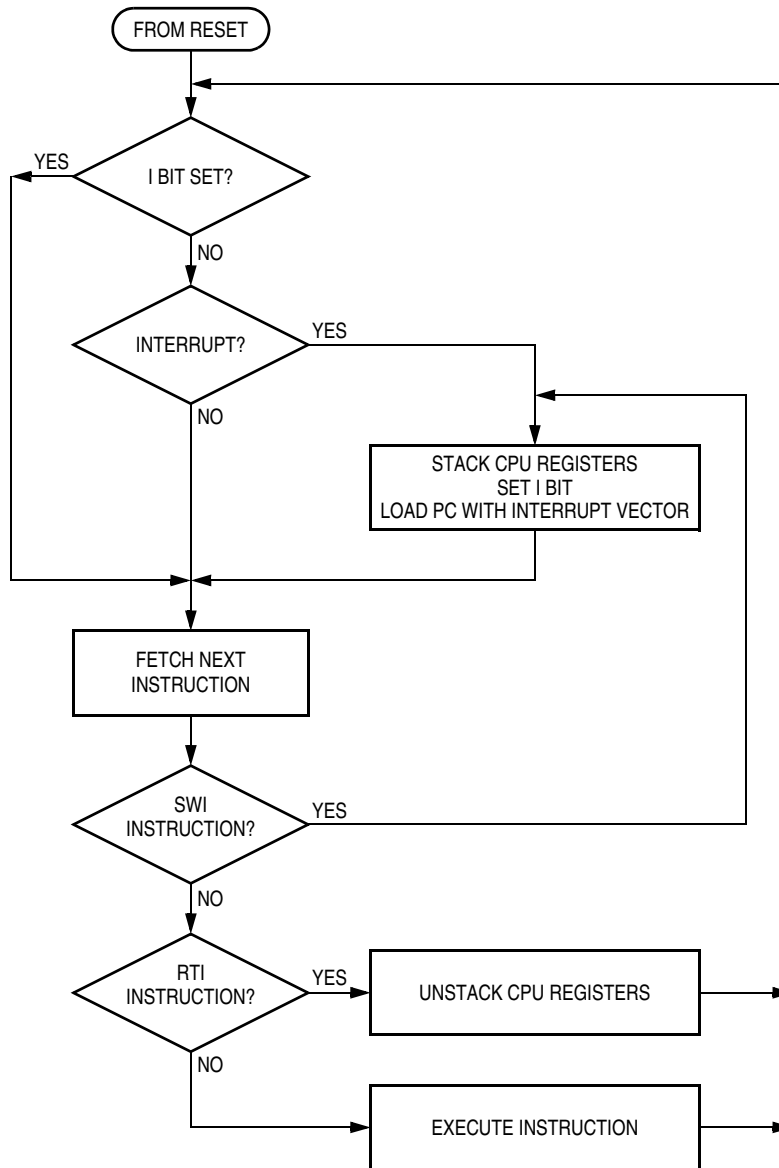 FROM RESET
I BIT SET?
YES
NO
INTERRUPT?
YES
NO
STACK CPU REGISTERS
SET I BIT
LOAD PC WITH INTERRUPT VECTOR
FETCH NEXT
INSTRUCTION
SWI
INSTRUCTION?
YES
NO
RTI
INSTRUCTION?
YES
UNSTACK CPU REGISTERS
NO
EXECUTE INSTRUCTION